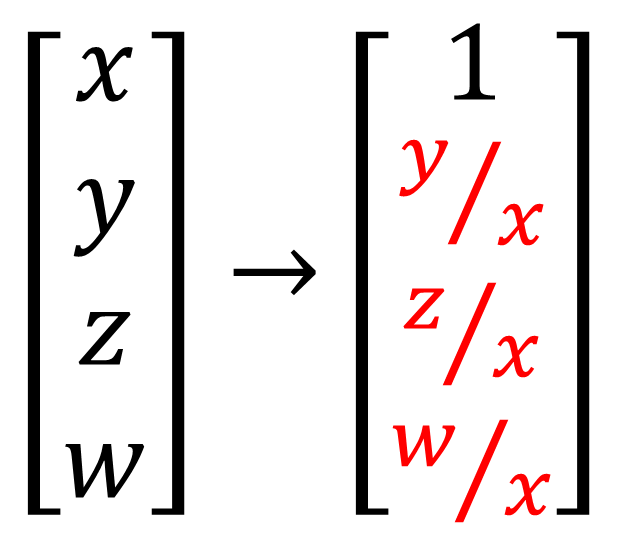 x 1
y y/x
→
z z/x
w w/x